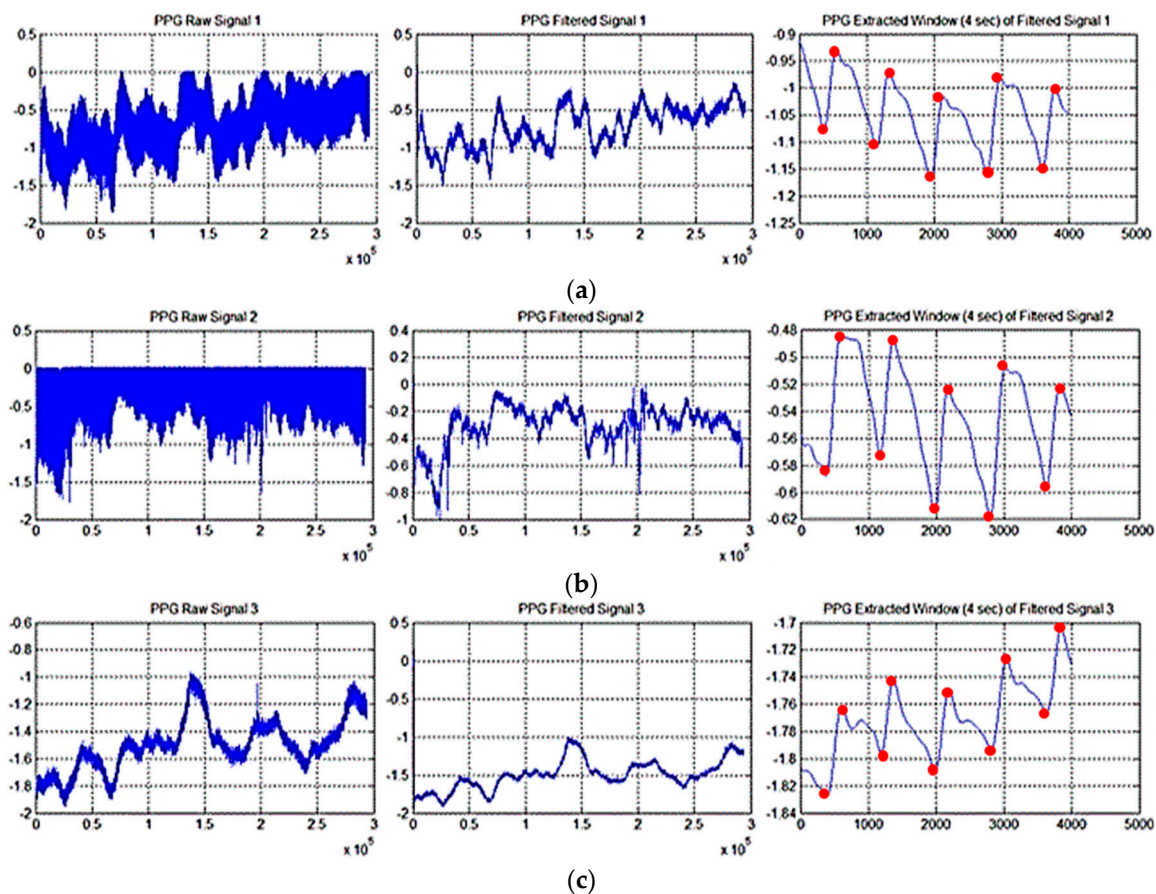 PPG Raw Signal 1
0.5
0
-0.5
-1
-1.5
-2
0 0.5 1 1.5 2 2.5 3
x 10^5
PPG Filtered Signal 1
0.5
0
-0.5
-1
-1.5
-2
0 0.5 1 1.5 2 2.5 3
x 10^5
PPG Extracted Window (4 sec) of Filtered Signal 1
-0.9
-0.95
-1
-1.05
-1.1
-1.15
-1.2
-1.25
0 1000 2000 3000 4000 5000
(a)
PPG Raw Signal 2
0.5
0
-0.5
-1
-1.5
-2
0 0.5 1 1.5 2 2.5 3
x 10^5
PPG Filtered Signal 2
0.4
0.2
0
-0.2
-0.4
-0.6
-0.8
-1
0 0.5 1 1.5 2 2.5 3
x 10^5
PPG Extracted Window (4 sec) of Filtered Signal 2
-0.48
-0.5
-0.52
-0.54
-0.56
-0.58
-0.6
-0.62
0 1000 2000 3000 4000 5000
(b)
PPG Raw Signal 3
-0.6
-0.8
-1
-1.2
-1.4
-1.6
-1.8
-2
0 0.5 1 1.5 2 2.5 3
x 10^5
PPG Filtered Signal 3
0.5
0
-0.5
-1
-1.5
-2
0 0.5 1 1.5 2 2.5 3
x 10^5
PPG Extracted Window (4 sec) of Filtered Signal 3
-1.7
-1.72
-1.74
-1.76
-1.78
-1.8
-1.82
-1.84
0 1000 2000 3000 4000 5000
(c)